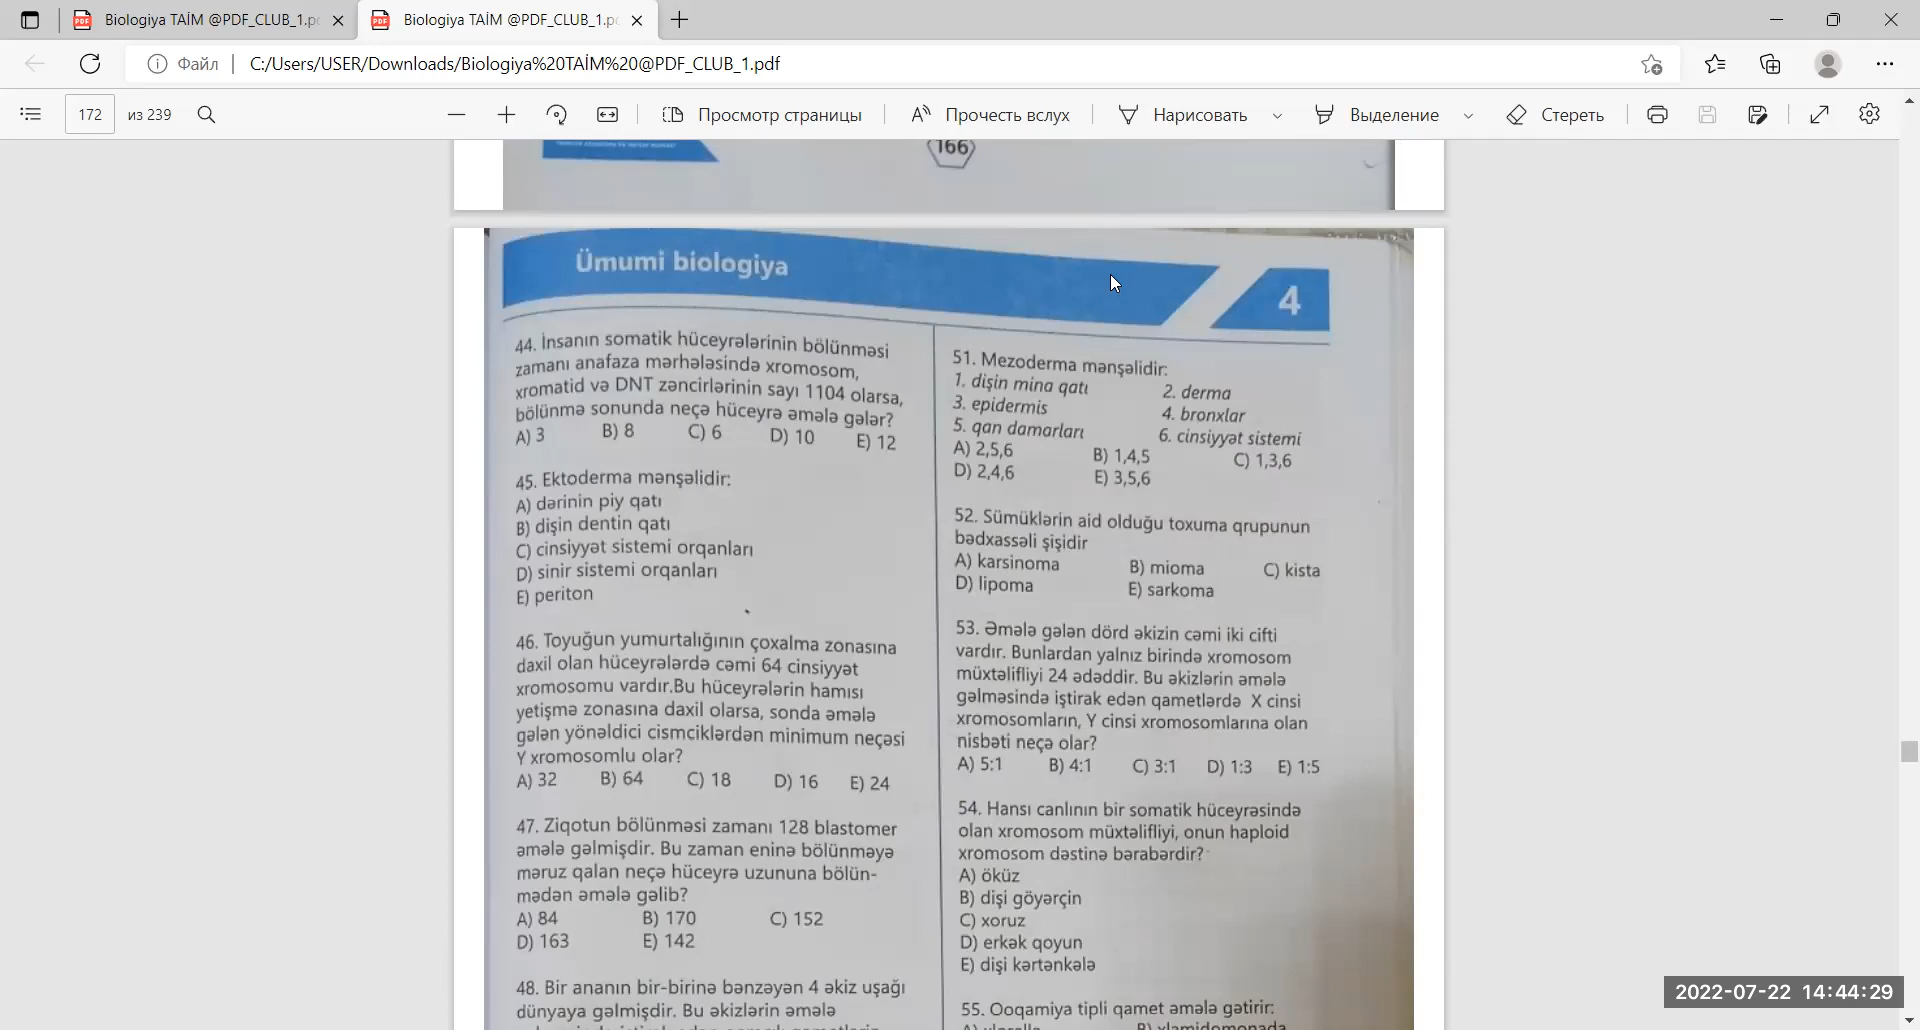 Biologiya TAİM @PDF_CLUB_1.p
Biologiya TAİM @PDF_CLUB_1.p
Файл
C:/Users/USER/Downloads/Biologiya%20TAİM%20@PDF_CLUB_1.pdf
172 из 239
Просмотр страницы
Прочесть вслух
Нарисовать
Выделение
Стереть
166
Ümumi biologiya
4
44. İnsanın somatik hüceyrələrinin bölünməsi
zamanı anafaza mərhələsində xromosom,
xromatid və DNT zəncirlərinin sayı 1104 olarsa,
bölünmə sonunda neçə hüceyrə əmələ gələr?
A) 3 B) 8 C) 6 D) 10 E) 12
45. Ektoderma mənşəlidir:
A) dərinin piy qatı
B) dişin dentin qatı
C) cinsiyyət sistemi orqanları
D) sinir sistemi orqanları
E) periton
46. Toyuğun yumurtalığının çoxalma zonasına
daxil olan hüceyrələrdə cəmi 64 cinsiyyət
xromosomu vardır.Bu hüceyrələrin hamısı
yetişmə zonasına daxil olarsa, sonda əmələ
gələn yönəldici cismciklərdən minimum neçəsi
Y xromosomlu olar?
A) 32 B) 64 C) 18 D) 16 E) 24
47. Ziqotun bölünməsi zamanı 128 blastomer
əmələ gəlmişdir. Bu zaman eninə bölünməyə
məruz qalan neçə hüceyrə uzununa bölün-
mədən əmələ gəlib?
A) 84 B) 170 C) 152
D) 163 E) 142
48. Bir ananın bir-birinə bənzəyən 4 əkiz uşağı
dünyaya gəlmişdir. Bu əkizlərin əmələ
51. Mezoderma mənşəlidir:
1. dişin mina qatı 2. derma
3. epidermis 4. bronxlar
5. qan damarları 6. cinsiyyət sistemi
A) 2,5,6 B) 1,4,5 C) 1,3,6
D) 2,4,6 E) 3,5,6
52. Sümüklərin aid olduğu toxuma qrupunun
bədxassəli şişidir
A) karsinoma B) mioma C) kista
D) lipoma E) sarkoma
53. Əmələ gələn dörd əkizin cəmi iki cifti
vardır. Bunlardan yalnız birində xromosom
müxtəlifliyi 24 ədəddir. Bu əkizlərin əmələ
gəlməsində iştirak edən qametlərdə X cinsi
xromosomların, Y cinsi xromosomlarına olan
nisbəti neçə olar?
A) 5:1 B) 4:1 C) 3:1 D) 1:3 E) 1:5
54. Hansı canlının bir somatik hüceyrəsində
olan xromosom müxtəlifliyi, onun haploid
xromosom dəstinə bərabərdir?
A) öküz
B) dişi göyərçin
C) xoruz
D) erkək qoyun
E) dişi kərtənkələ
55. Ooqamiya tipli qamet əmələ gətirir:
B) xlamidomonada
2022-07-22 14:44:29